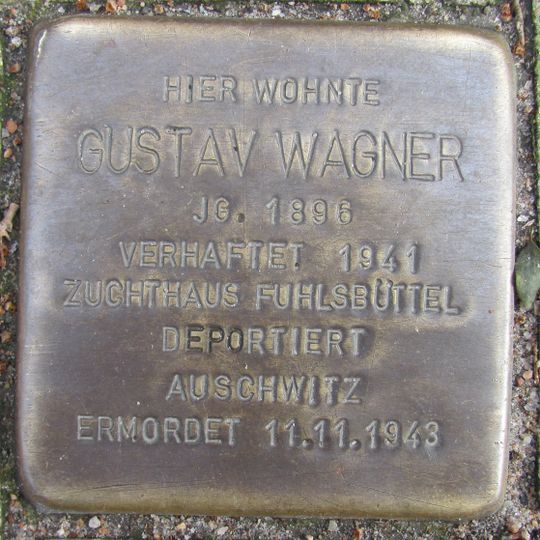 HIER WOHNTE
GUSTAV WAGNER
JG. 1896
VERHAFTET 1941
ZUCHTHAUS FUHLSBÜTTEL
DEPORTIERT
AUSCHWITZ
ERMORDET 11.11.1943